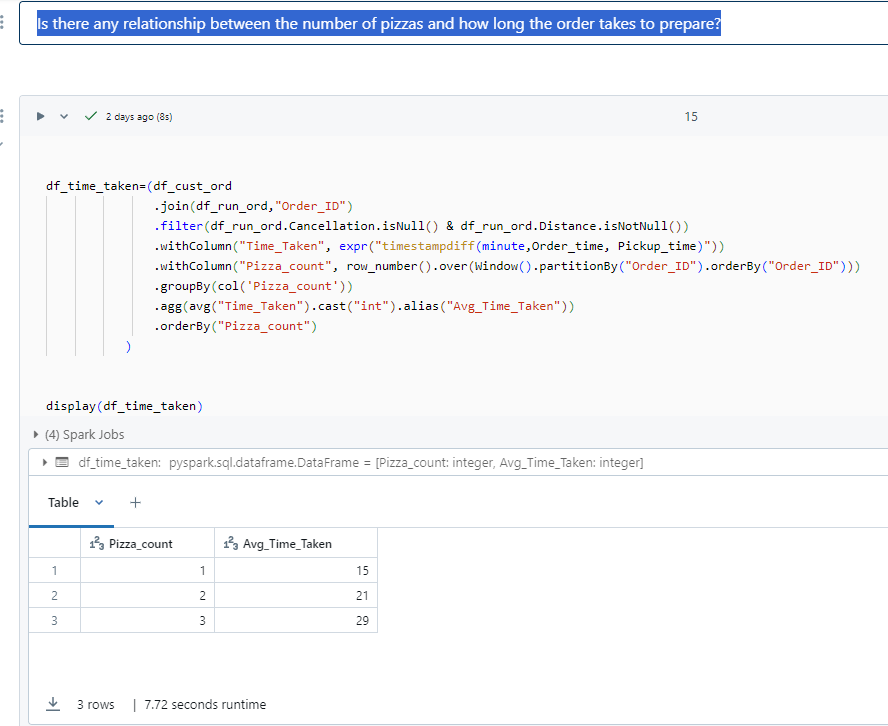 Is there any relationship between the number of pizzas and how long the order takes to prepare?
2 days ago (8s)
15
df_time_taken=(df_cust_ord
.join(df_run_ord,"Order_ID")
.filter(df_run_ord.Cancellation.isNull() & df_run_ord.Distance.isNotNull())
.withColumn("Time_Taken", expr("timestampdiff(minute,Order_time, Pickup_time)"))
.withColumn("Pizza_count", row_number().over(Window().partitionBy("Order_ID").orderBy("Order_ID")))
.groupBy(col('Pizza_count'))
.agg(avg("Time_Taken").cast("int").alias("Avg_Time_Taken"))
.orderBy("Pizza_count")
)
display(df_time_taken)
(4) Spark Jobs
df_time_taken: pyspark.sql.dataframe.DataFrame = [Pizza_count: integer, Avg_Time_Taken: integer]
Table
123 Pizza_count 123 Avg_Time_Taken
1 1 15
2 2 21
3 3 29
3 rows | 7.72 seconds runtime